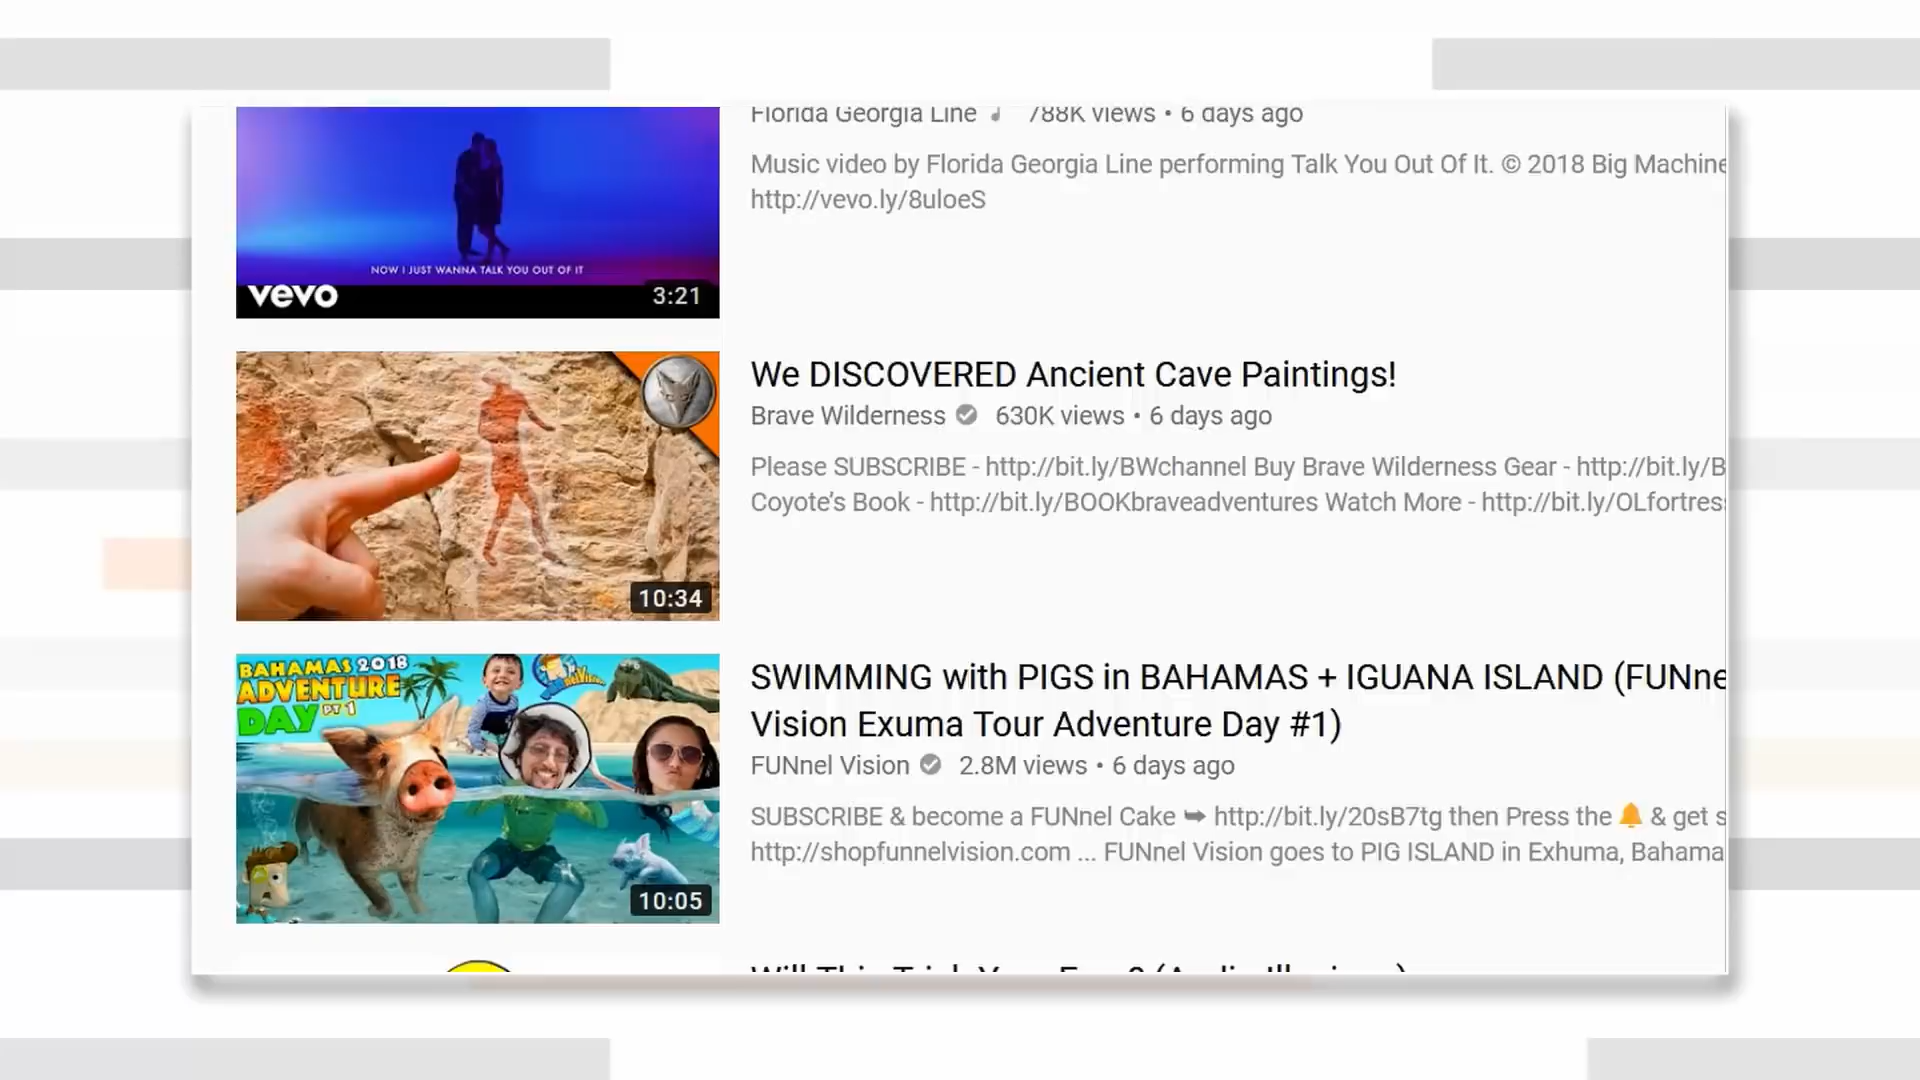 Florida Georgia Line 788K views • 6 days ago
Music video by Florida Georgia Line performing Talk You Out Of It. © 2018 Big Machine
http://vevo.ly/8uloeS
NOW I JUST WANNA TALK YOU OUT OF IT
vevo
3:21
We DISCOVERED Ancient Cave Paintings!
Brave Wilderness 630K views • 6 days ago
Please SUBSCRIBE - http://bit.ly/BWchannel Buy Brave Wilderness Gear - http://bit.ly/B
Coyote’s Book - http://bit.ly/BOOKbraveadventures Watch More - http://bit.ly/OLfortres
10:34
BAHAMAS 2018
ADVENTURE
DAY PT 1
SWIMMING with PIGS in BAHAMAS + IGUANA ISLAND (FUNne
Vision Exuma Tour Adventure Day #1)
FUNnel Vision 2.8M views • 6 days ago
SUBSCRIBE & become a FUNnel Cake ➥ http://bit.ly/20sB7tg then Press the 🔔 & get s
http://shopfunnelvision.com ... FUNnel Vision goes to PIG ISLAND in Exhuma, Bahama
10:05